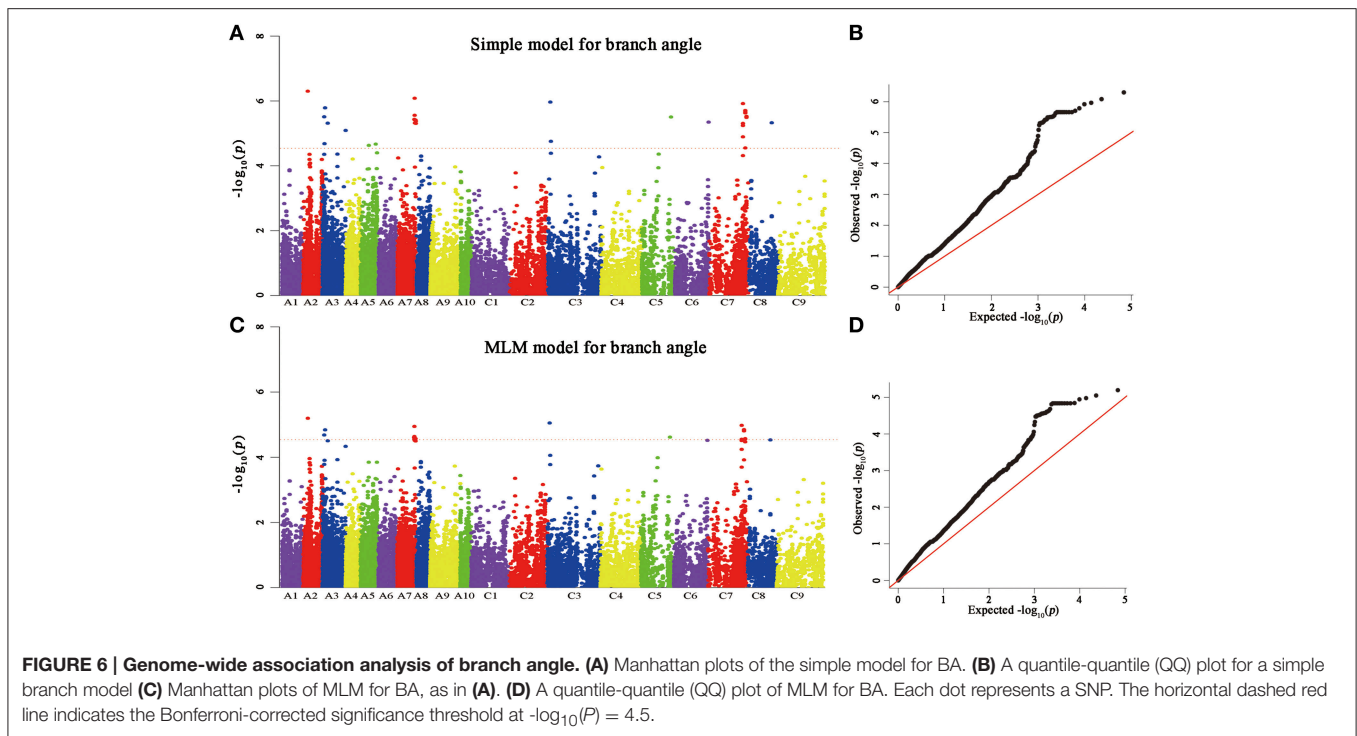 A
Simple model for branch angle
8
6
4
2
0
-log10(p)
A1 A2 A3 A4 A5 A6 A7 A8 A9 A10 C1 C2 C3 C4 C5 C6 C7 C8 C9
B
6
5
4
3
2
1
0
Observed -log10(p)
0 1 2 3 4 5
Expected -log10(p)
C
MLM model for branch angle
8
6
4
2
0
-log10(p)
A1 A2 A3 A4 A5 A6 A7 A8 A9 A10 C1 C2 C3 C4 C5 C6 C7 C8 C9
D
5
4
3
2
1
0
Observed -log10(p)
0 1 2 3 4 5
Expected -log10(p)
FIGURE 6 | Genome-wide association analysis of branch angle. (A) Manhattan plots of the simple model for BA. (B) A quantile-quantile (QQ) plot for a simple
branch model (C) Manhattan plots of MLM for BA, as in (A). (D) A quantile-quantile (QQ) plot of MLM for BA. Each dot represents a SNP. The horizontal dashed red
line indicates the Bonferroni-corrected significance threshold at -log10(P) = 4.5.